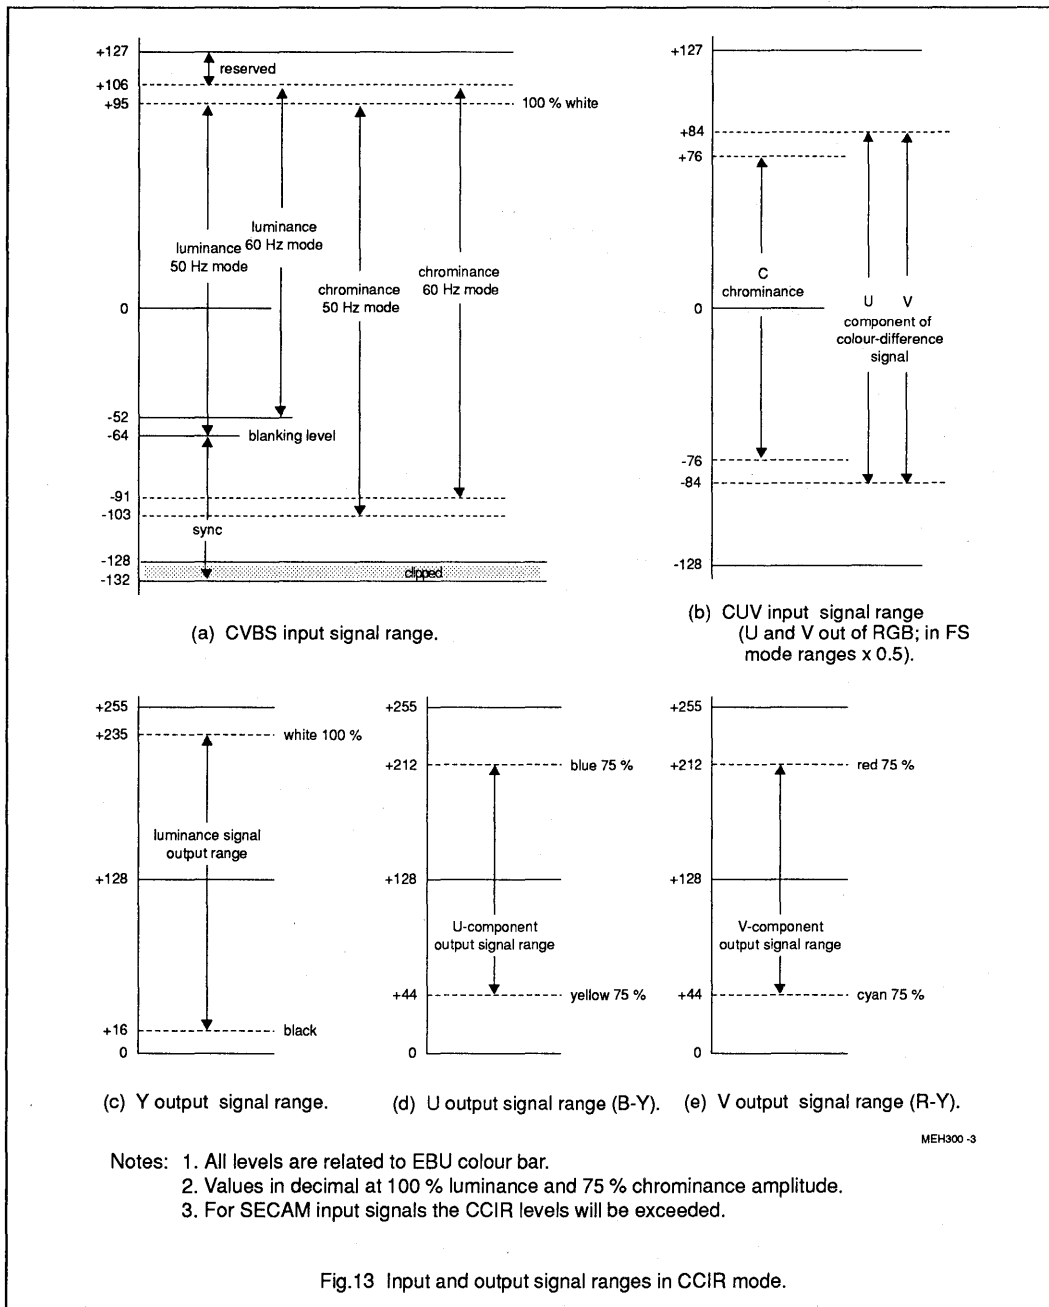 +127
reserved
+106
+95
100 % white
luminance
60 Hz mode
luminance
50 Hz mode
chrominance
60 Hz mode
chrominance
50 Hz mode
0
-52
-64
blanking level
-91
-103
sync
-128
clipped
-132
(a) CVBS input signal range.
+127
+84
+76
C
chrominance
0
U V
component of
colour-difference
signal
-76
-84
-128
(b) CUV input signal range
(U and V out of RGB; in FS
mode ranges x 0.5).
+255
+235
white 100 %
luminance signal
output range
+128
+16
black
0
(c) Y output signal range.
+255
+212
blue 75 %
+128
U-component
output signal range
+44
yellow 75 %
0
(d) U output signal range (B-Y).
+255
+212
red 75 %
+128
V-component
output signal range
+44
cyan 75 %
0
(e) V output signal range (R-Y).
MEH300 -3
Notes: 1. All levels are related to EBU colour bar.
2. Values in decimal at 100 % luminance and 75 % chrominance amplitude.
3. For SECAM input signals the CCIR levels will be exceeded.
Fig.13 Input and output signal ranges in CCIR mode.